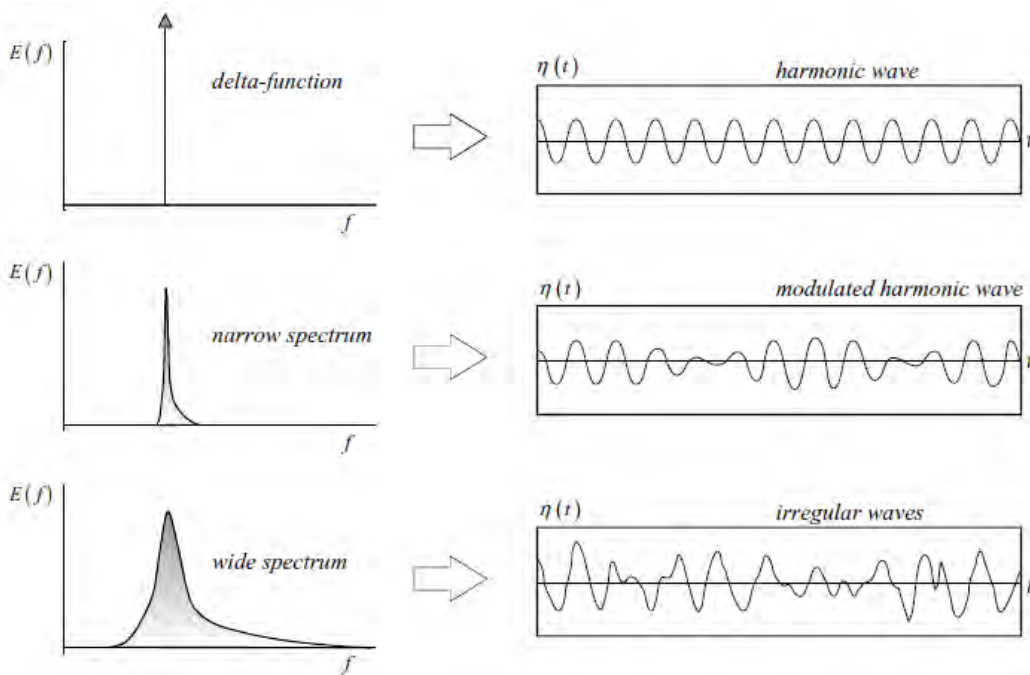 E(f)
delta-function
f
η(t)
harmonic wave
t
E(f)
narrow spectrum
f
η(t)
modulated harmonic wave
t
E(f)
wide spectrum
f
η(t)
irregular waves
t